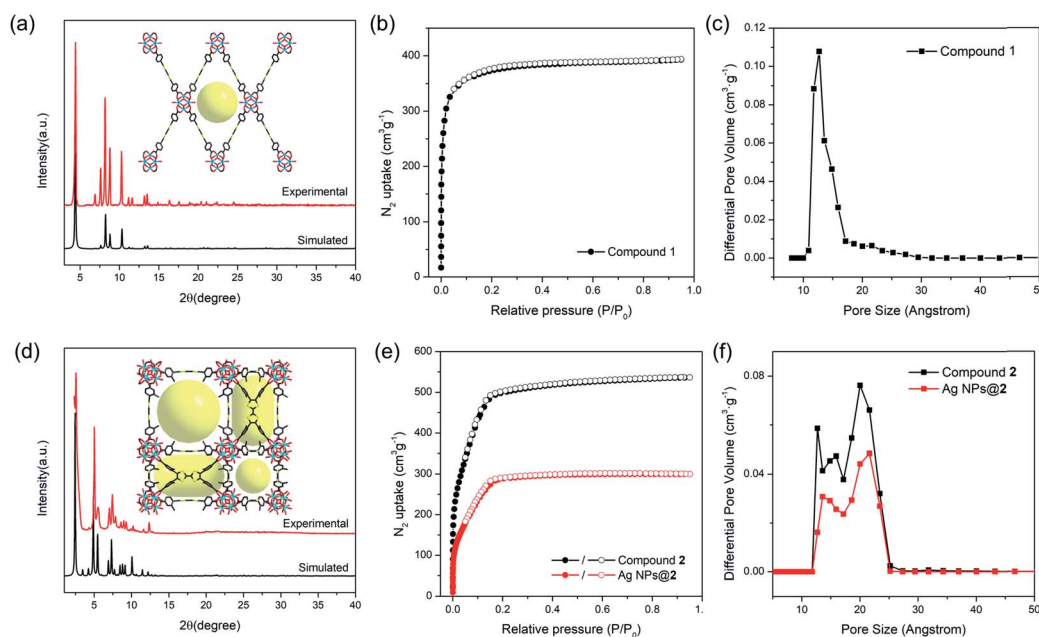 (a)
Intensity(a.u.)
Experimental
Simulated
5 10 15 20 25 30 35 40
2θ(degree)
(b)
N2 uptake (cm3g-1)
400
300
200
100
0
Compound 1
0.0 0.2 0.4 0.6 0.8 1.0
Relative pressure (P/P0)
(c)
Differential Pore Volume (cm3·g-1)
0.12
0.10
0.08
0.06
0.04
0.02
0.00
Compound 1
10 20 30 40 50
Pore Size (Angstrom)
(d)
Intensity(a.u.)
Experimental
Simulated
5 10 15 20 25 30 35 40
2θ(degree)
(e)
N2 uptake (cm3g-1)
600
500
400
300
200
100
0
/ Compound 2
/ Ag NPs@2
0.0 0.2 0.4 0.6 0.8 1.
Relative pressure (P/P0)
(f)
Differential Pore Volume (cm3·g-1)
0.08
0.04
0.00
Compound 2
Ag NPs@2
10 20 30 40 50
Pore Size (Angstrom)